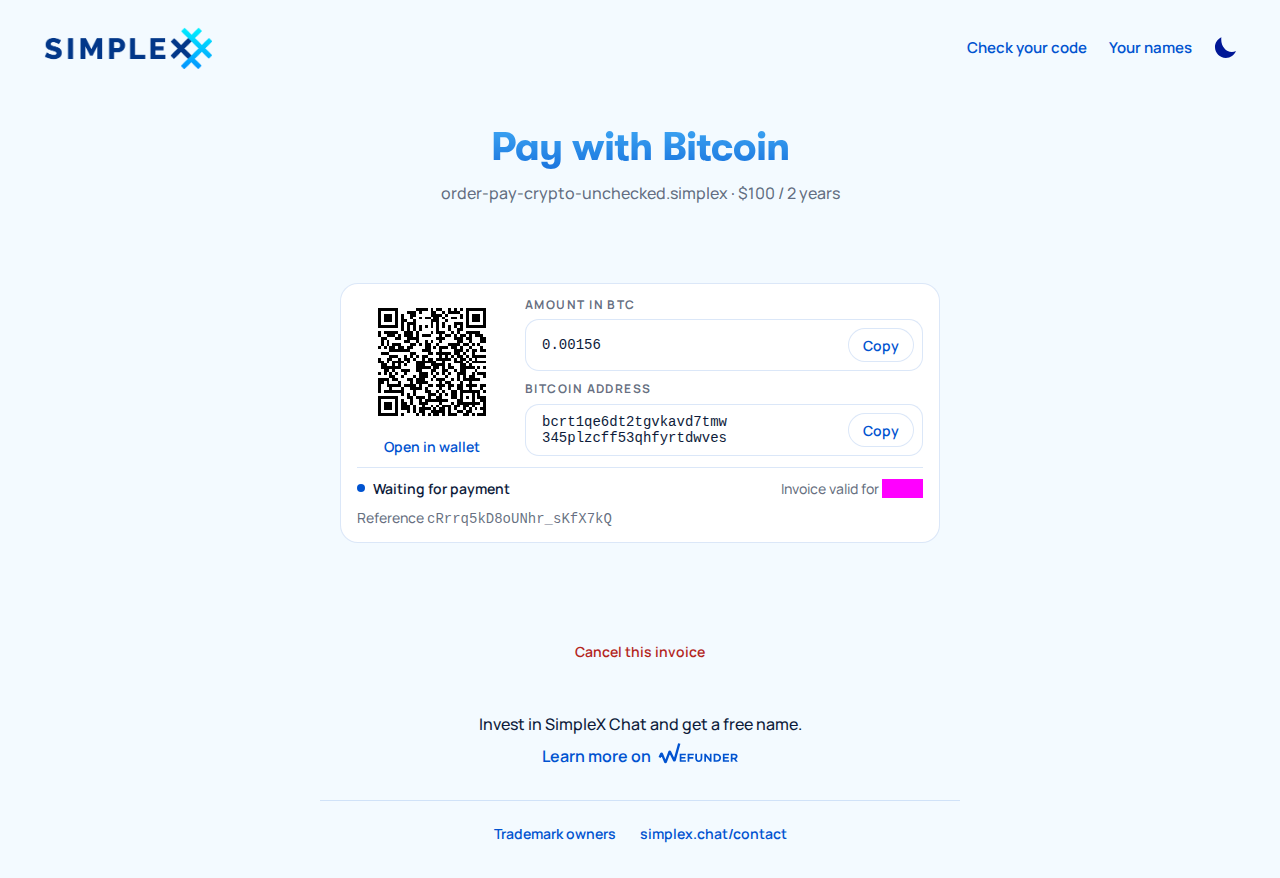 SIMPLEX
Check your code
Your names
Pay with Bitcoin
order-pay-crypto-unchecked.simplex · $100 / 2 years
AMOUNT IN BTC
0.00156
Copy
BITCOIN ADDRESS
bcrt1qe6dt2tgvkavd7tmw
345plzcff53qhfyrtdwves
Copy
Open in wallet
Waiting for payment
Invoice valid for
Reference cRrrq5kD8oUNhr_sKfX7kQ
Cancel this invoice
Invest in SimpleX Chat and get a free name.
Learn more on WEFUNDER
Trademark owners
simplex.chat/contact